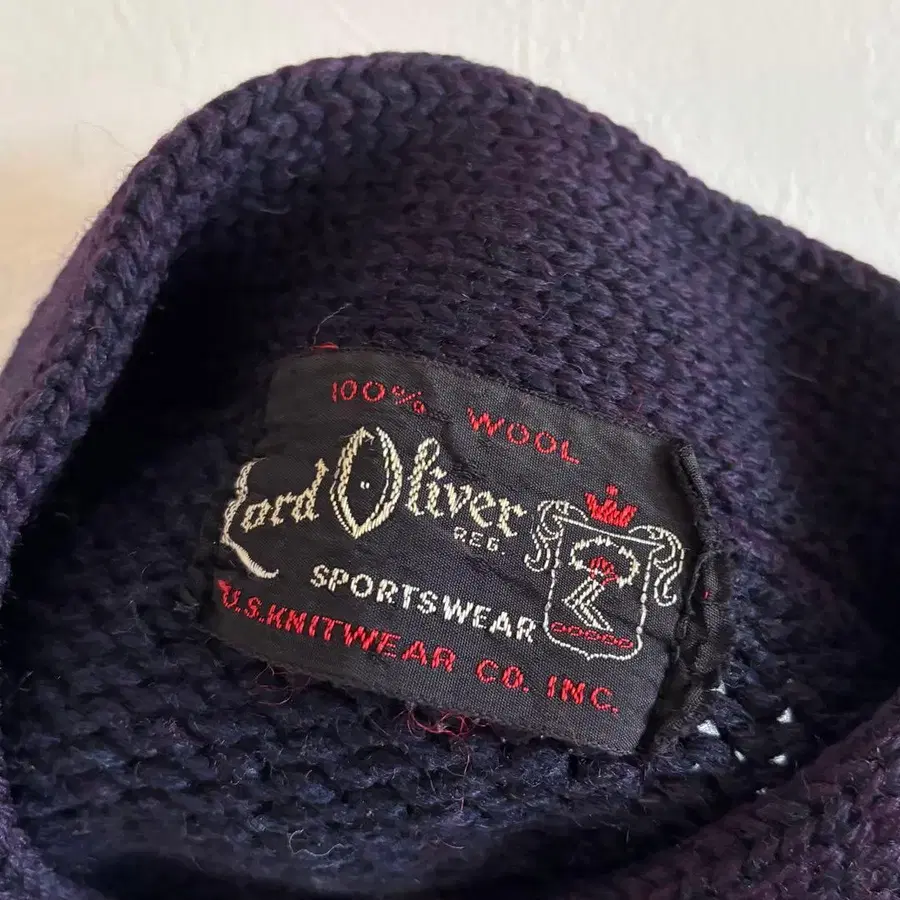 100% WOOL
Lord Oliver
REG.
SPORTSWEAR
U.S. KNITWEAR CO. INC.